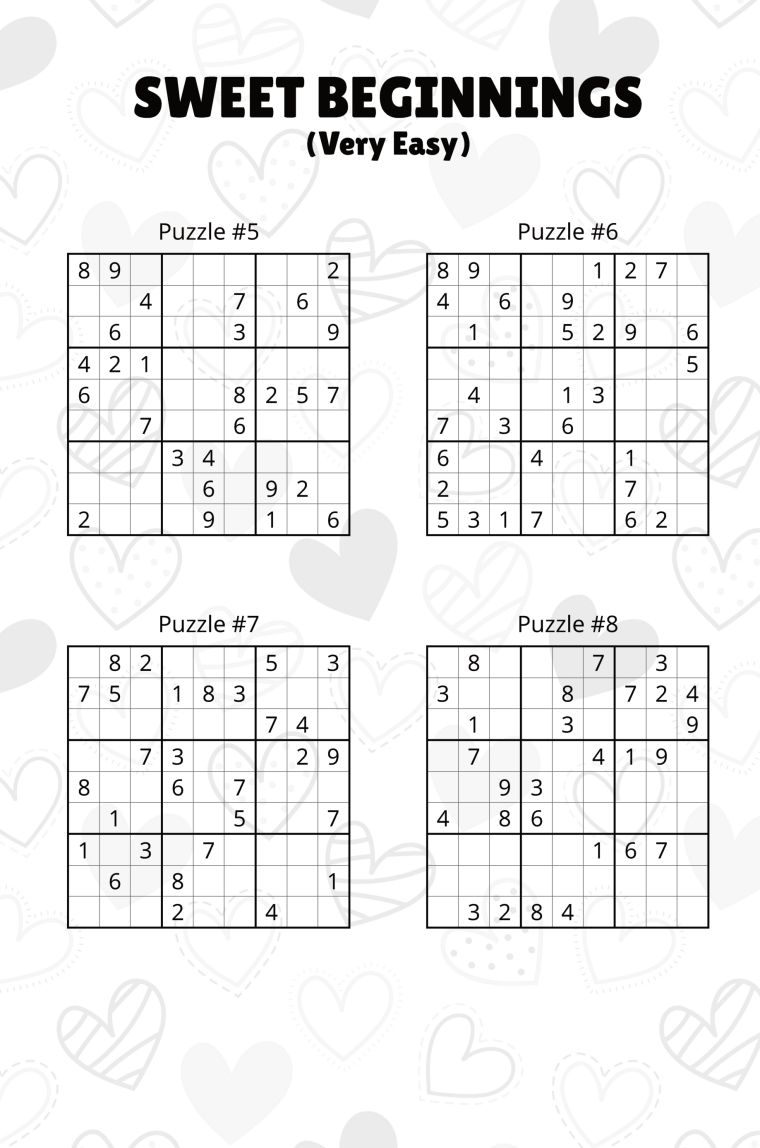 SWEET BEGINNINGS
(Very Easy)
Puzzle #5
8 9 2
4 7 6
6 3 9
4 2 1
6 8 2 5 7
7 6
3 4
6 9 2
2 9 1 6
Puzzle #6
8 9 1 2 7
4 6 9
1 5 2 9 6
5
4 1 3
7 3 6
6 4 1
2 7
5 3 1 7 6 2
Puzzle #7
8 2 5 3
7 5 1 8 3
7 4
7 3 2 9
8 6 7
1 5 7
1 3 7
6 8 1
2 4
Puzzle #8
8 7 3
3 8 7 2 4
1 3 9
7 4 1 9
9 3
4 8 6
1 6 7
3 2 8 4